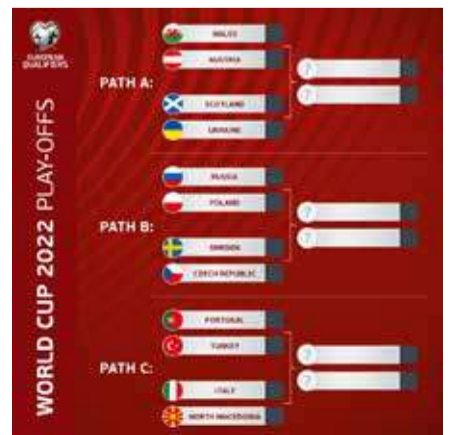 EUROPEAN
QUALIFIERS
WORLD CUP 2022 PLAY-OFFS
PATH A:
WALES
AUSTRIA
SCOTLAND
UKRAINE
?
?
PATH B:
RUSSIA
POLAND
SWEDEN
CZECH REPUBLIC
?
?
PATH C:
PORTUGAL
TURKEY
ITALY
NORTH MACEDONIA
?
?